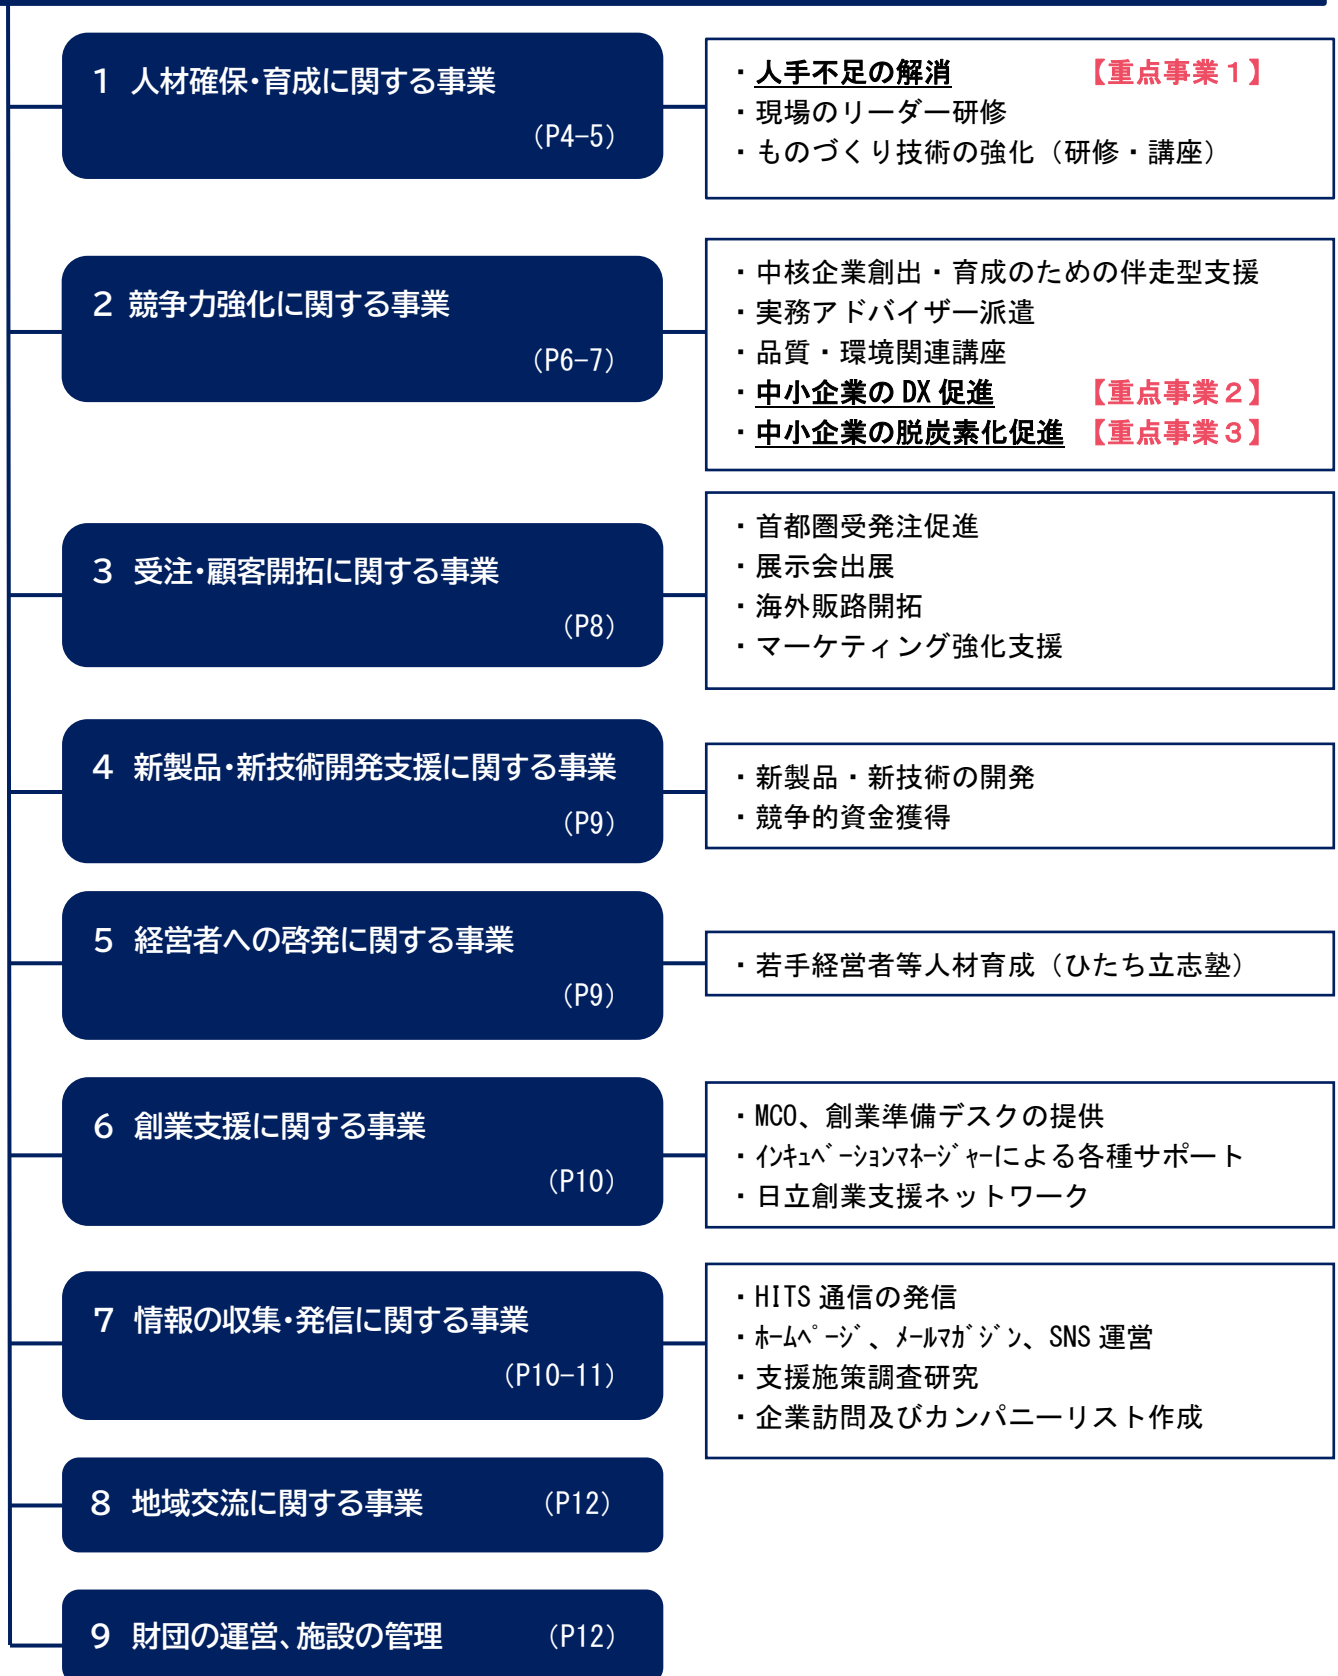 1 人材確保・育成に関する事業
（P4-5）
・人手不足の解消 【重点事業１】
・現場のリーダー研修
・ものづくり技術の強化（研修・講座）
2 競争力強化に関する事業
（P6-7）
・中核企業創出・育成のための伴走型支援
・実務アドバイザー派遣
・品質・環境関連講座
・中小企業の DX 促進 【重点事業２】
・中小企業の脱炭素化促進 【重点事業３】
3 受注・顧客開拓に関する事業
（P8）
・首都圏受発注促進
・展示会出展
・海外販路開拓
・マーケティング強化支援
4 新製品・新技術開発支援に関する事業
（P9）
・新製品・新技術の開発
・競争的資金獲得
5 経営者への啓発に関する事業
（P9）
・若手経営者等人材育成（ひたち立志塾）
6 創業支援に関する事業
（P10）
・MCO、創業準備デスクの提供
・ｲﾝｷｭﾍﾞｰｼｮﾝﾏﾈｰｼﾞｬｰによる各種サポート
・日立創業支援ネットワーク
7 情報の収集・発信に関する事業
（P10-11）
・HITS 通信の発信
・ﾎｰﾑﾍﾟｰｼﾞ、ﾒｰﾙﾏｶﾞｼﾞﾝ、SNS 運営
・支援施策調査研究
・企業訪問及びカンパニーリスト作成
8 地域交流に関する事業 （P12）
9 財団の運営、施設の管理 （P12）